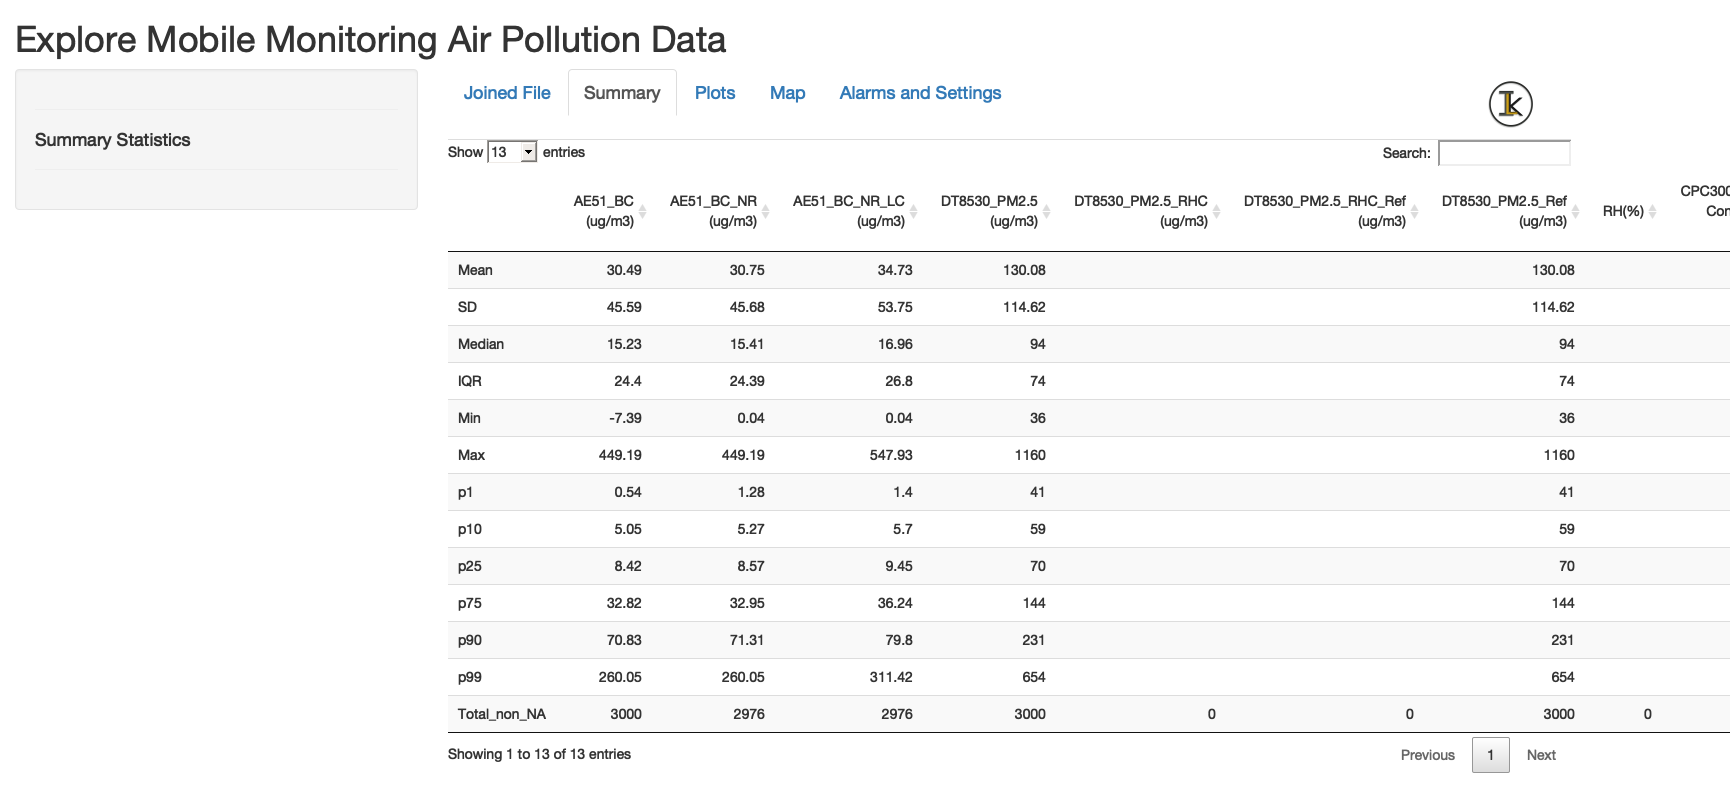 Explore Mobile Monitoring Air Pollution Data
Joined File Summary Plots Map Alarms and Settings
Summary Statistics
Show 13 entries Search:
AE51_BC (ug/m3) AE51_BC_NR (ug/m3) AE51_BC_NR_LC (ug/m3) DT8530_PM2.5 (ug/m3) DT8530_PM2.5_RHC (ug/m3) DT8530_PM2.5_RHC_Ref (ug/m3) DT8530_PM2.5_Ref (ug/m3) RH(%) CPC300 Con
Mean 30.49 30.75 34.73 130.08 130.08
SD 45.59 45.68 53.75 114.62 114.62
Median 15.23 15.41 16.96 94 94
IQR 24.4 24.39 26.8 74 74
Min -7.39 0.04 0.04 36 36
Max 449.19 449.19 547.93 1160 1160
p1 0.54 1.28 1.4 41 41
p10 5.05 5.27 5.7 59 59
p25 8.42 8.57 9.45 70 70
p75 32.82 32.95 36.24 144 144
p90 70.83 71.31 79.8 231 231
p99 260.05 260.05 311.42 654 654
Total_non_NA 3000 2976 2976 3000 0 0 3000 0
Showing 1 to 13 of 13 entries Previous 1 Next